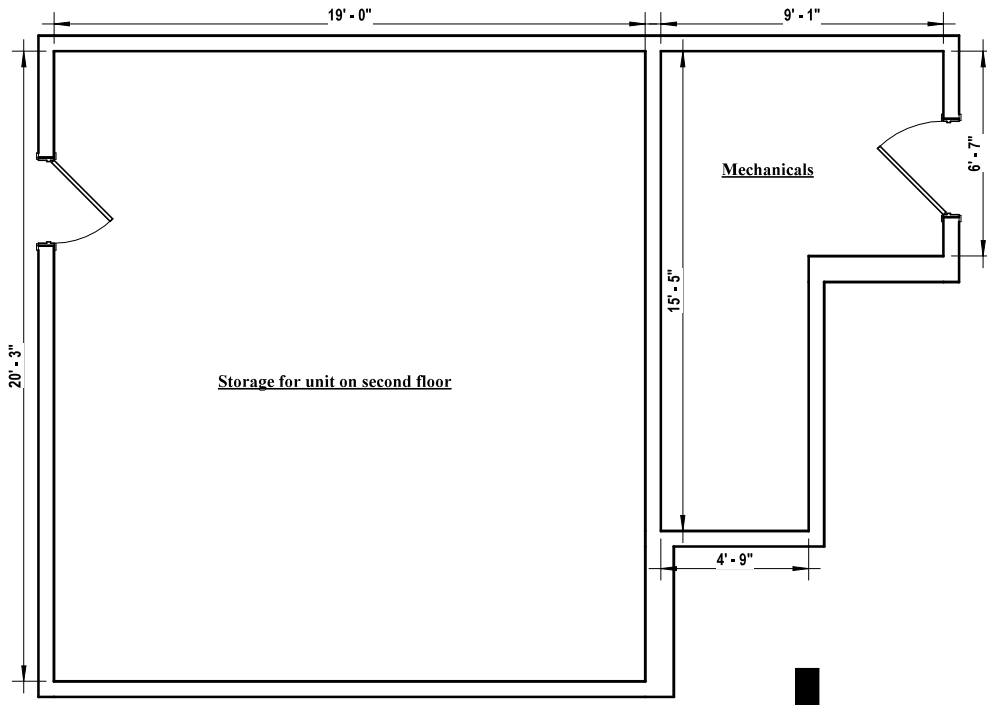 19' - 0"
9' - 1"
6' - 7"
Mechanicals
15' - 5"
20' - 3"
Storage for unit on second floor
4' - 9"